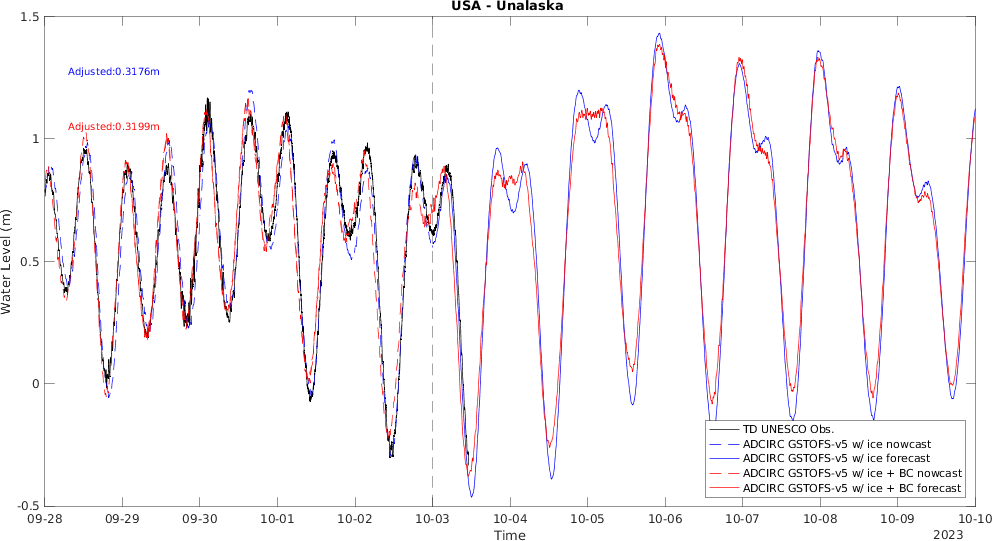 USA - Unalaska
1.5
1
0.5
0
-0.5
Water Level (m)
Adjusted:0.3176m
Adjusted:0.3199m
TD UNESCO Obs.
ADCIRC GSTOFS-v5 w/ ice nowcast
ADCIRC GSTOFS-v5 w/ ice forecast
ADCIRC GSTOFS-v5 w/ ice + BC nowcast
ADCIRC GSTOFS-v5 w/ ice + BC forecast
09-28 09-29 09-30 10-01 10-02 10-03 10-04 10-05 10-06 10-07 10-08 10-09 10-10
Time
2023